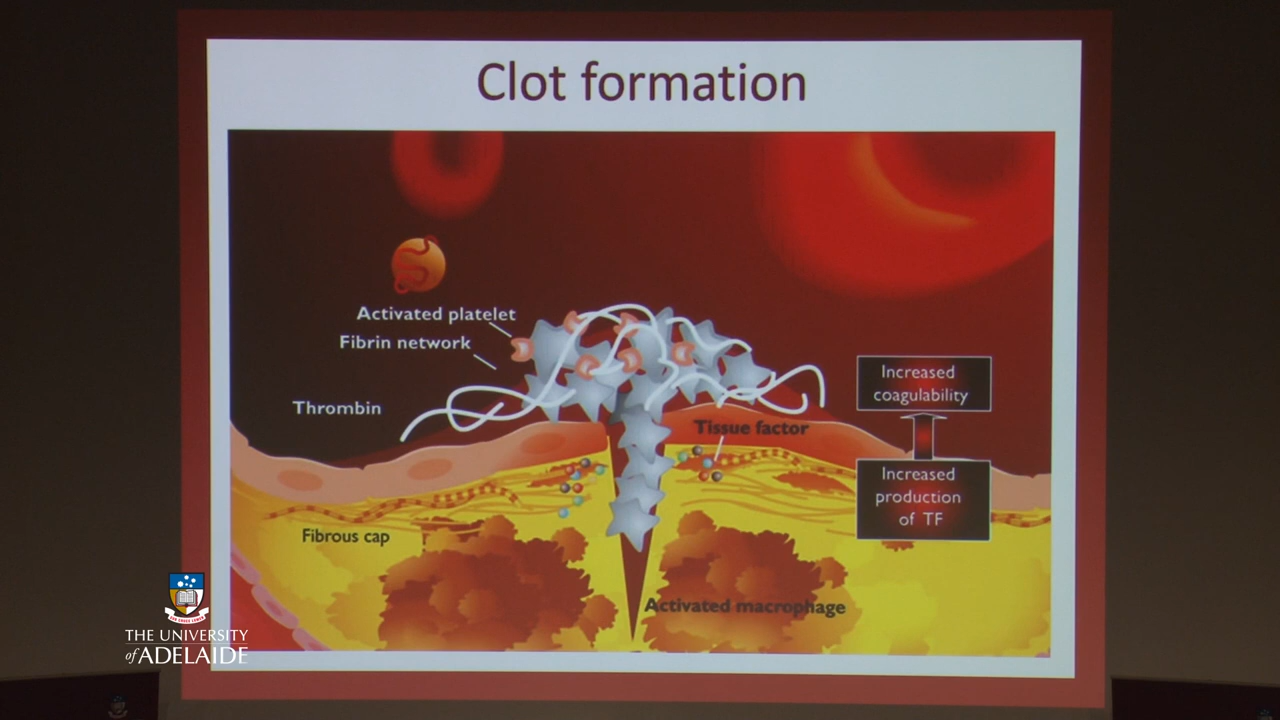 Clot formation
Activated platelet
Fibrin network
Thrombin
Tissue factor
Increased
coagulability
Increased
production
of TF
Fibrous cap
Activated macrophage
THE UNIVERSITY
of ADELAIDE